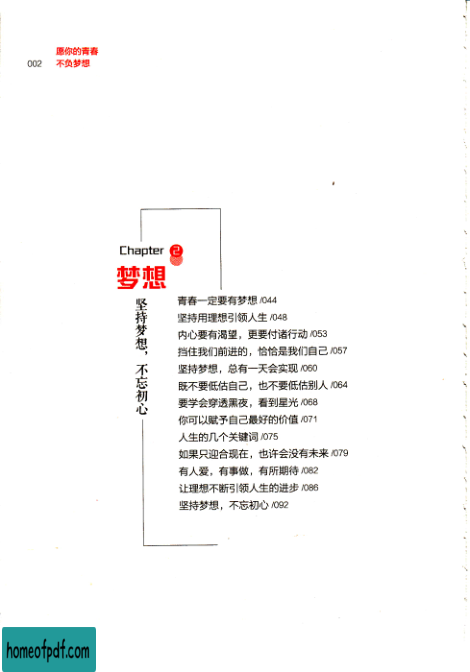 愿你的青春
002 不负梦想
Chapter 2
梦想
坚持梦想，不忘初心
青春一定要有梦想 /044
坚持用理想引领人生 /048
内心要有渴望，更要付诸行动 /053
挡住我们前进的，恰恰是我们自己 /057
坚持梦想，总有一天会实现 /060
既不要低估自己，也不要低估别人 /064
要学会穿透黑夜，看到星光 /068
你可以赋予自己最好的价值 /071
人生的几个关键词 /075
如果只迎合现在，也许会没有未来 /079
有人爱，有事做，有所期待 /082
让理想不断引领人生的进步 /086
坚持梦想，不忘初心 /092
homeofpdf.com